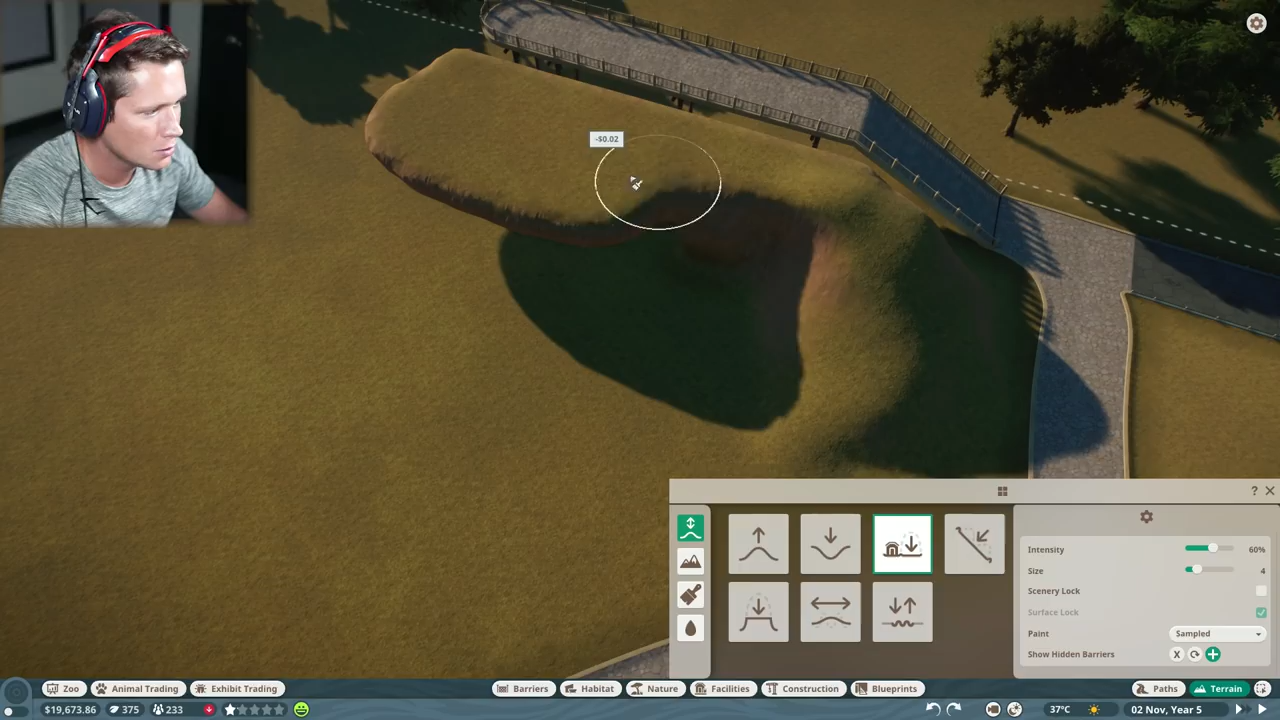 -$0.02
? X
Intensity 60%
Size 4
Scenery Lock
Surface Lock
Paint Sampled
Show Hidden Barriers X
Zoo Animal Trading Exhibit Trading Barriers Habitat Nature Facilities Construction Blueprints Paths Terrain
$19,673.86 375 233 37°C 02 Nov, Year 5